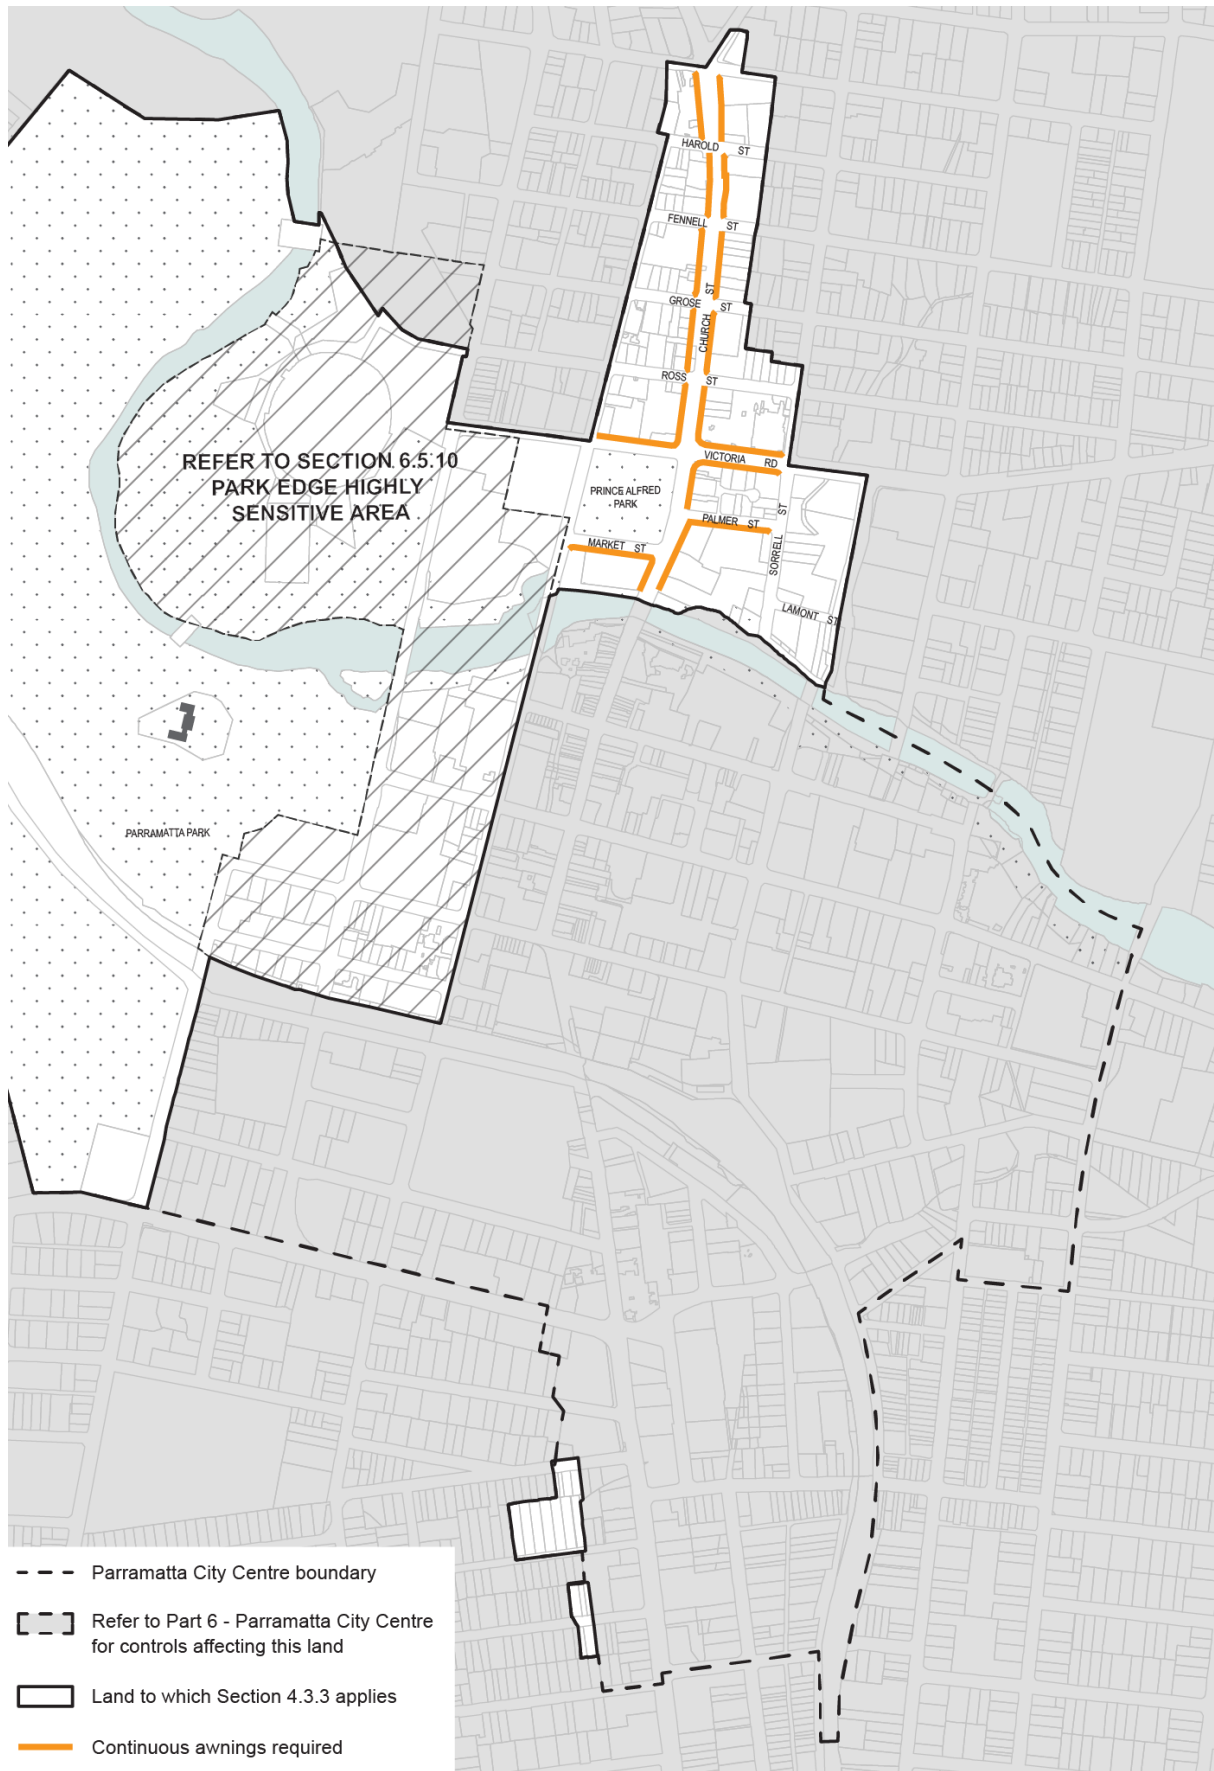 HAROLD ST
FENNELL ST
GROSE ST
CHURCH ST
ROSS ST
REFER TO SECTION 6.5.10
PARK EDGE HIGHLY
SENSITIVE AREA
VICTORIA RD
PRINCE ALFRED
PARK
PALMER ST
SORRELL ST
MARKET ST
LAMONT ST
PARRAMATTA PARK
Parramatta City Centre boundary
Refer to Part 6 - Parramatta City Centre
for controls affecting this land
Land to which Section 4.3.3 applies
Continuous awnings required